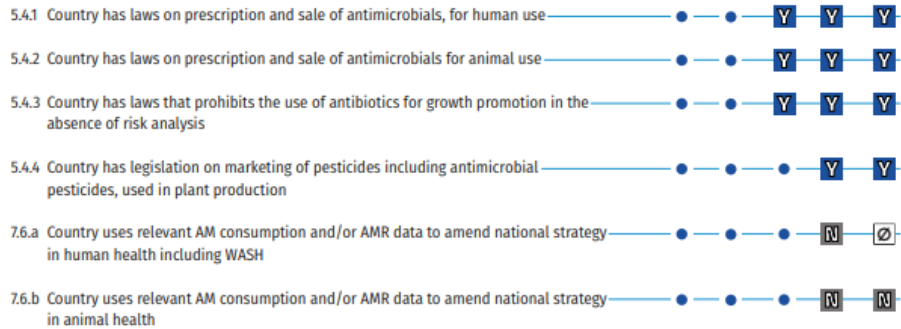 5.4.1 Country has laws on prescription and sale of antimicrobials, for human use Y Y Y
5.4.2 Country has laws on prescription and sale of antimicrobials for animal use Y Y Y
5.4.3 Country has laws that prohibits the use of antibiotics for growth promotion in the Y Y Y
absence of risk analysis
5.4.4 Country has legislation on marketing of pesticides including antimicrobial Y Y
pesticides, used in plant production
7.6.a Country uses relevant AM consumption and/or AMR data to amend national strategy N Ø
in human health including WASH
7.6.b Country uses relevant AM consumption and/or AMR data to amend national strategy N N
in animal health